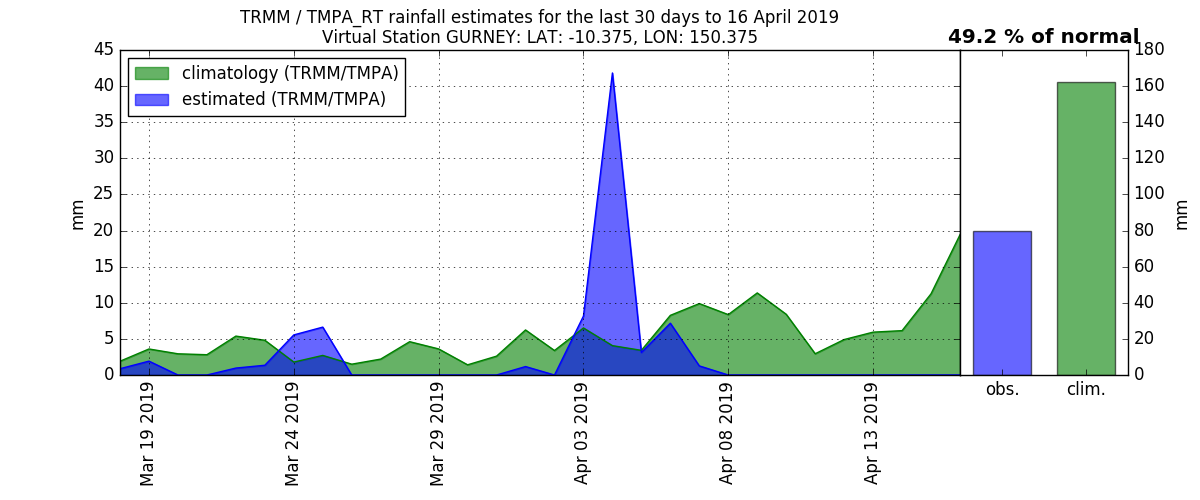 TRMM / TMPA_RT rainfall estimates for the last 30 days to 16 April 2019
Virtual Station GURNEY: LAT: -10.375, LON: 150.375
49.2 % of normal
climatology (TRMM/TMPA)
estimated (TRMM/TMPA)
mm
45
40
35
30
25
20
15
10
5
0
Mar 19 2019
Mar 24 2019
Mar 29 2019
Apr 03 2019
Apr 08 2019
Apr 13 2019
180
160
140
120
100
80
60
40
20
0
mm
obs.
clim.